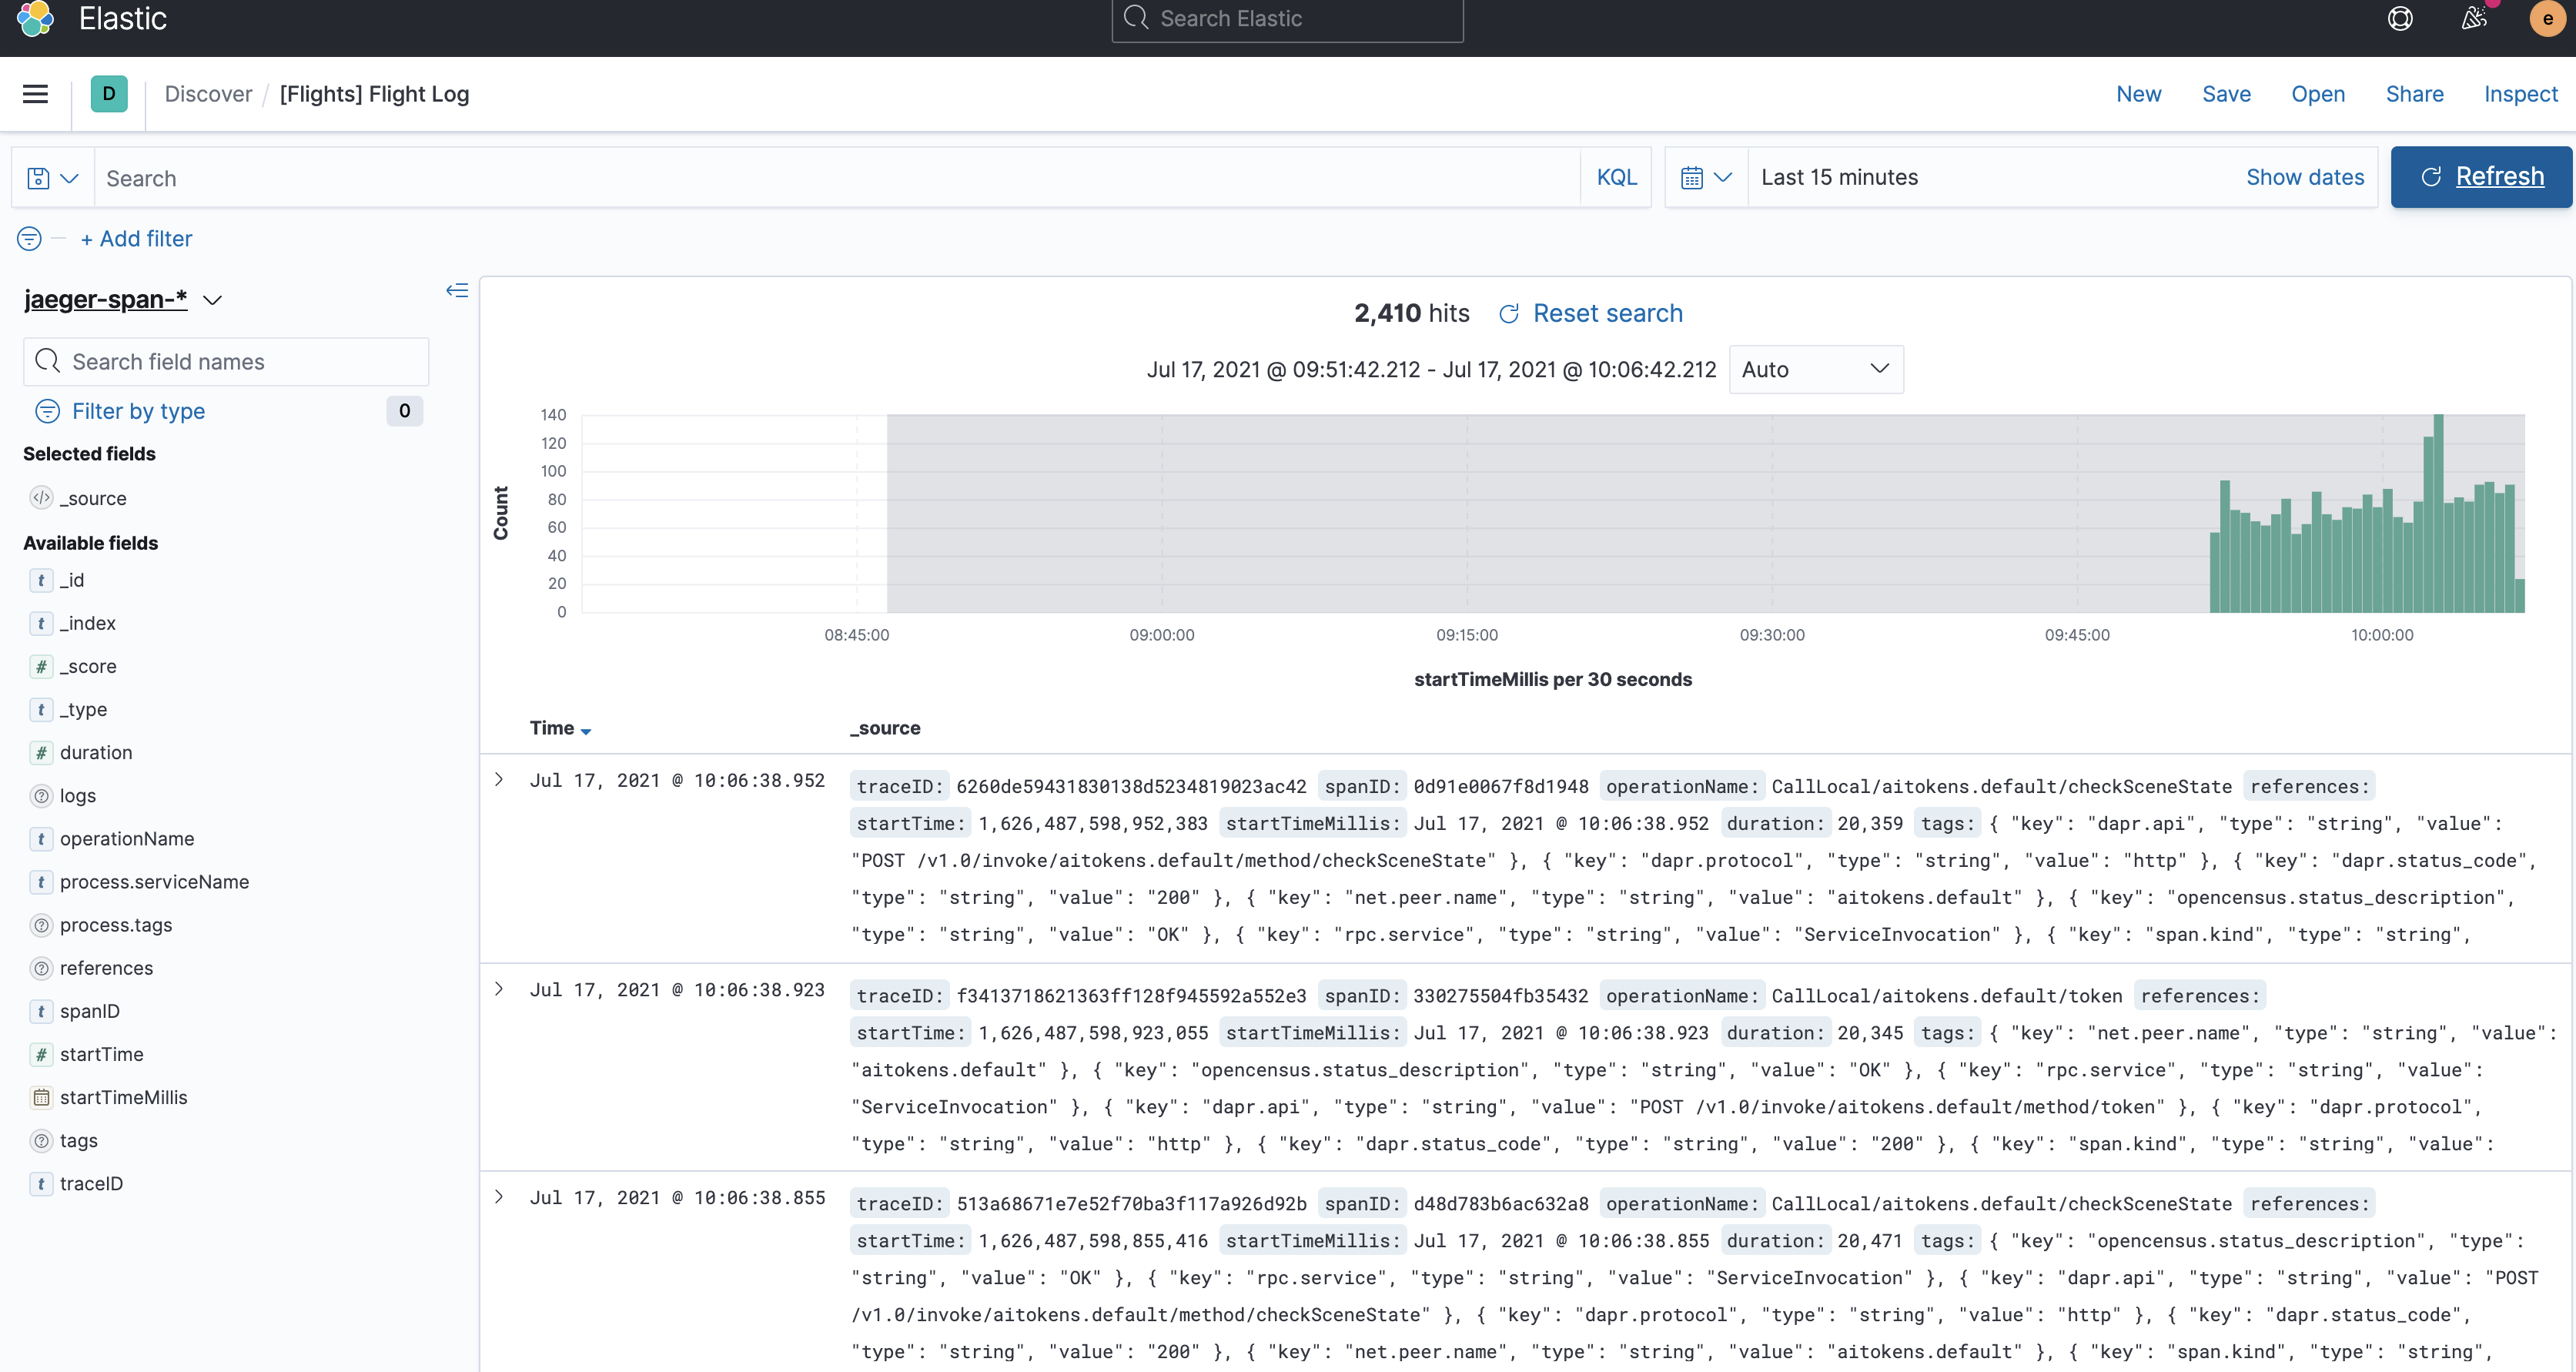 Elastic
Search Elastic
e
D
Discover / [Flights] Flight Log
New Save Open Share Inspect
Search
KQL
Last 15 minutes
Show dates
Refresh
+ Add filter
jaeger-span-*
Search field names
Filter by type 0
Selected fields
_source
Available fields
t _id
t _index
# _score
t _type
# duration
logs
t operationName
t process.serviceName
process.tags
references
t spanID
# startTime
startTimeMillis
tags
t traceID
2,410 hits Reset search
Jul 17, 2021 @ 09:51:42.212 - Jul 17, 2021 @ 10:06:42.212 Auto
Count
140
120
100
80
60
40
20
0
08:45:00 09:00:00 09:15:00 09:30:00 09:45:00 10:00:00
startTimeMillis per 30 seconds
Time _source
Jul 17, 2021 @ 10:06:38.952
traceID: 6260de59431830138d5234819023ac42 spanID: 0d91e0067f8d1948 operationName: CallLocal/aitokens.default/checkSceneState references:
startTime: 1,626,487,598,952,383 startTimeMillis: Jul 17, 2021 @ 10:06:38.952 duration: 20,359 tags: { "key": "dapr.api", "type": "string", "value":
"POST /v1.0/invoke/aitokens.default/method/checkSceneState" }, { "key": "dapr.protocol", "type": "string", "value": "http" }, { "key": "dapr.status_code",
"type": "string", "value": "200" }, { "key": "net.peer.name", "type": "string", "value": "aitokens.default" }, { "key": "opencensus.status_description",
"type": "string", "value": "OK" }, { "key": "rpc.service", "type": "string", "value": "ServiceInvocation" }, { "key": "span.kind", "type": "string",
Jul 17, 2021 @ 10:06:38.923
traceID: f3413718621363ff128f945592a552e3 spanID: 330275504fb35432 operationName: CallLocal/aitokens.default/token references:
startTime: 1,626,487,598,923,055 startTimeMillis: Jul 17, 2021 @ 10:06:38.923 duration: 20,345 tags: { "key": "net.peer.name", "type": "string", "value":
"aitokens.default" }, { "key": "opencensus.status_description", "type": "string", "value": "OK" }, { "key": "rpc.service", "type": "string", "value":
"ServiceInvocation" }, { "key": "dapr.api", "type": "string", "value": "POST /v1.0/invoke/aitokens.default/method/token" }, { "key": "dapr.protocol",
"type": "string", "value": "http" }, { "key": "dapr.status_code", "type": "string", "value": "200" }, { "key": "span.kind", "type": "string", "value":
Jul 17, 2021 @ 10:06:38.855
traceID: 513a68671e7e52f70ba3f117a926d92b spanID: d48d783b6ac632a8 operationName: CallLocal/aitokens.default/checkSceneState references:
startTime: 1,626,487,598,855,416 startTimeMillis: Jul 17, 2021 @ 10:06:38.855 duration: 20,471 tags: { "key": "opencensus.status_description", "type":
"string", "value": "OK" }, { "key": "rpc.service", "type": "string", "value": "ServiceInvocation" }, { "key": "dapr.api", "type": "string", "value": "POST
/v1.0/invoke/aitokens.default/method/checkSceneState" }, { "key": "dapr.protocol", "type": "string", "value": "http" }, { "key": "dapr.status_code",
"type": "string", "value": "200" }, { "key": "net.peer.name", "type": "string", "value": "aitokens.default" }, { "key": "span.kind", "type": "string",